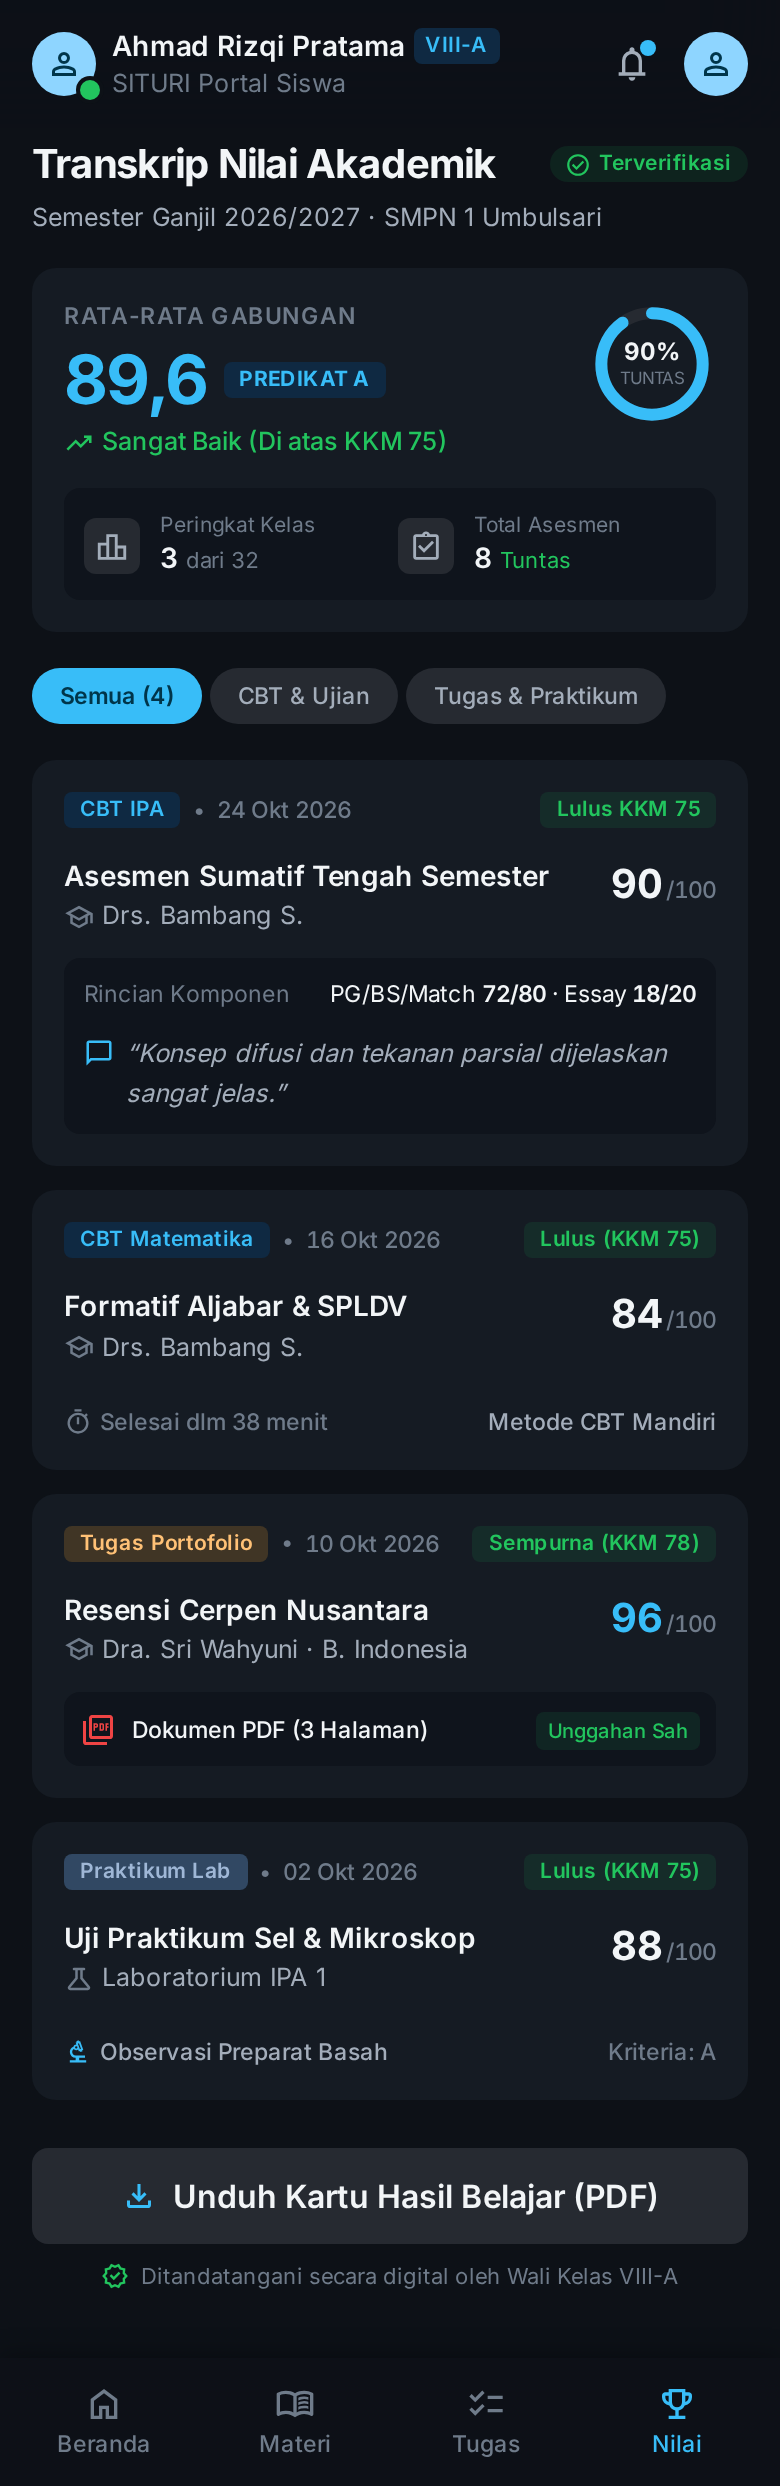 Ahmad Rizqi Pratama VIII-A
SITURI Portal Siswa
Transkrip Nilai Akademik
Terverifikasi
Semester Ganjil 2026/2027 · SMPN 1 Umbulsari
RATA-RATA GABUNGAN
89,6 PREDIKAT A
90%
TUNTAS
Sangat Baik (Di atas KKM 75)
Peringkat Kelas
3 dari 32
Total Asesmen
8 Tuntas
Semua (4) CBT & Ujian Tugas & Praktikum
CBT IPA • 24 Okt 2026 Lulus KKM 75
Asesmen Sumatif Tengah Semester 90/100
Drs. Bambang S.
Rincian Komponen PG/BS/Match 72/80 · Essay 18/20
“Konsep difusi dan tekanan parsial dijelaskan
sangat jelas.”
CBT Matematika • 16 Okt 2026 Lulus (KKM 75)
Formatif Aljabar & SPLDV 84/100
Drs. Bambang S.
Selesai dlm 38 menit Metode CBT Mandiri
Tugas Portofolio • 10 Okt 2026 Sempurna (KKM 78)
Resensi Cerpen Nusantara 96/100
Dra. Sri Wahyuni · B. Indonesia
PDF Dokumen PDF (3 Halaman) Unggahan Sah
Praktikum Lab • 02 Okt 2026 Lulus (KKM 75)
Uji Praktikum Sel & Mikroskop 88/100
Laboratorium IPA 1
Observasi Preparat Basah Kriteria: A
Unduh Kartu Hasil Belajar (PDF)
Ditandatangani secara digital oleh Wali Kelas VIII-A
Beranda Materi Tugas Nilai